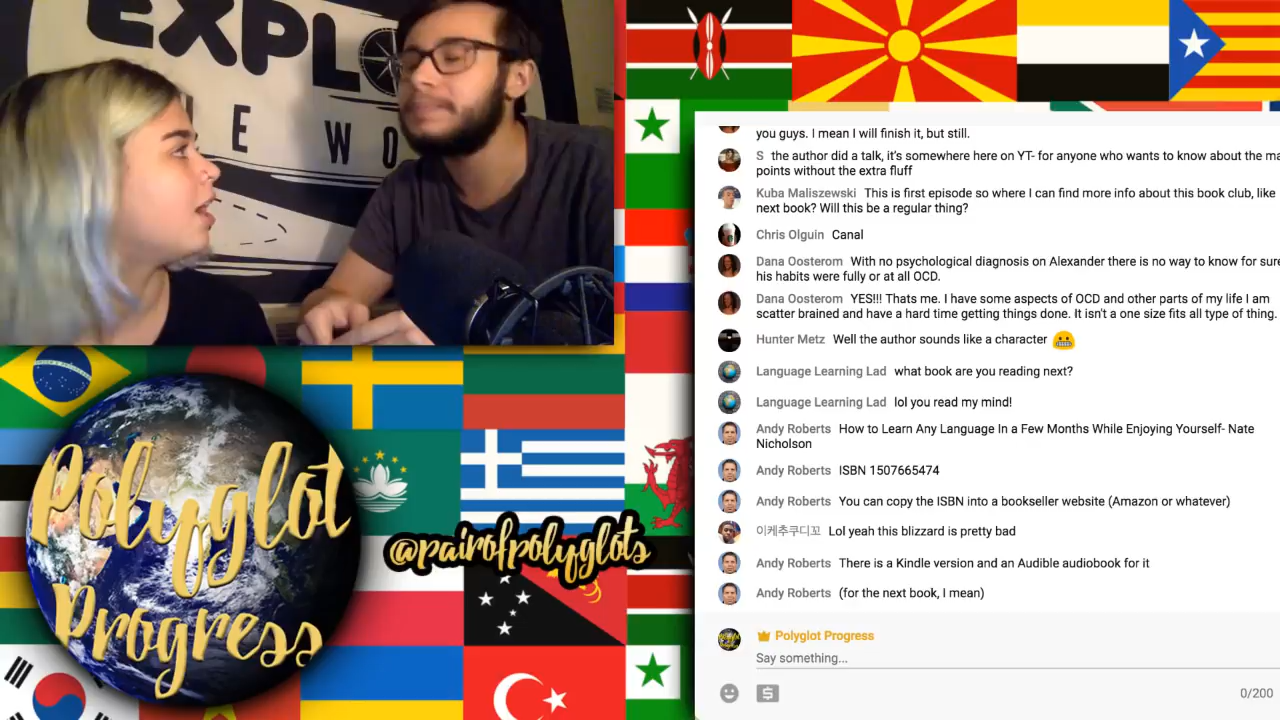 EXPLO
THE WO
you guys. I mean I will finish it, but still.
S the author did a talk, it's somewhere here on YT- for anyone who wants to know about the ma
points without the extra fluff
Kuba Maliszewski This is first episode so where I can find more info about this book club, like
next book? Will this be a regular thing?
Chris Olguin Canal
Dana Oosterom With no psychological diagnosis on Alexander there is no way to know for sure
his habits were fully or at all OCD.
Dana Oosterom YES!!! Thats me. I have some aspects of OCD and other parts of my life I am
scatter brained and have a hard time getting things done. It isn't a one size fits all type of thing.
Hunter Metz Well the author sounds like a character 😬
Language Learning Lad what book are you reading next?
Language Learning Lad lol you read my mind!
Andy Roberts How to Learn Any Language In a Few Months While Enjoying Yourself- Nate
Nicholson
Andy Roberts ISBN 1507665474
Andy Roberts You can copy the ISBN into a bookseller website (Amazon or whatever)
이케추쿠디꼬 Lol yeah this blizzard is pretty bad
Andy Roberts There is a Kindle version and an Audible audiobook for it
Andy Roberts (for the next book, I mean)
Polyglot Progress
Say something...
0/200
Polyglot
Progress
@pairofpolyglots